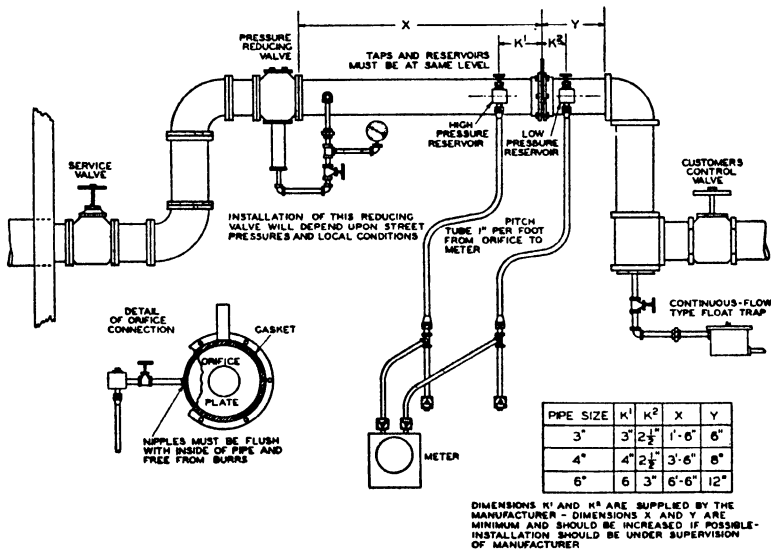 X
Y
K¹
K²
PRESSURE
REDUCING
VALVE
TAPS AND RESERVOIRS
MUST BE AT SAME LEVEL
HIGH
PRESSURE
RESERVOIR
LOW
PRESSURE
RESERVOIR
SERVICE
VALVE
CUSTOMERS
CONTROL
VALVE
INSTALLATION OF THIS REDUCING
VALVE WILL DEPEND UPON STREET
PRESSURES AND LOCAL CONDITIONS
PITCH
TUBE 1" PER FOOT
FROM ORIFICE TO
METER
CONTINUOUS-FLOW
TYPE FLOAT TRAP
DETAIL
OF ORIFICE
CONNECTION
GASKET
ORIFICE
PLATE
NIPPLES MUST BE FLUSH
WITH INSIDE OF PIPE AND
FREE FROM BURRS
METER
PIPE SIZE K¹ K² X Y
3" 3" 2½" 1'-6" 6"
4" 4" 2½" 3'-6" 8"
6" 6 3" 6'-6" 12"
DIMENSIONS K¹ AND K² ARE SUPPLIED BY THE
MANUFACTURER - DIMENSIONS X AND Y ARE
MINIMUM AND SHOULD BE INCREASED IF POSSIBLE-
INSTALLATION SHOULD BE UNDER SUPERVISION
OF MANUFACTURER